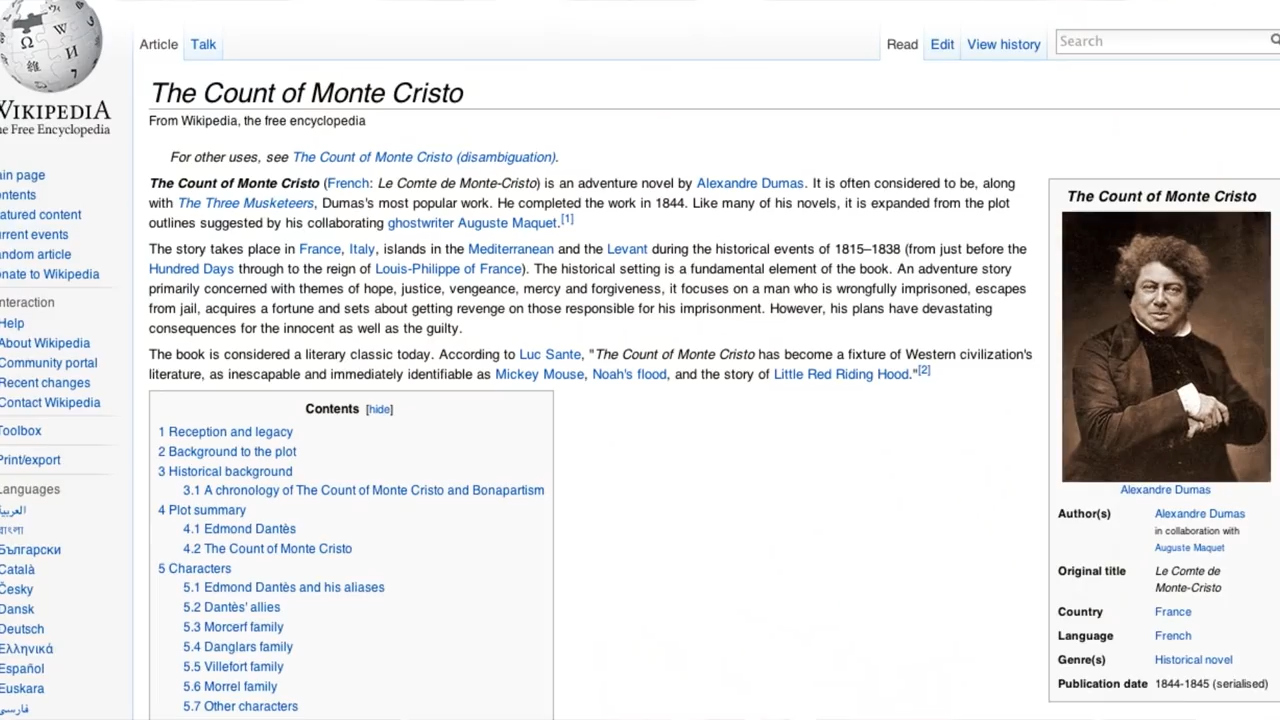 Article Talk Read Edit View history Search
WIKIPEDIA
The Count of Monte Cristo
From Wikipedia, the free encyclopedia
For other uses, see The Count of Monte Cristo (disambiguation).
The Count of Monte Cristo (French: Le Comte de Monte-Cristo) is an adventure novel by Alexandre Dumas. It is often considered to be, along
with The Three Musketeers, Dumas's most popular work. He completed the work in 1844. Like many of his novels, it is expanded from the plot
outlines suggested by his collaborating ghostwriter Auguste Maquet.[1]
The story takes place in France, Italy, islands in the Mediterranean and the Levant during the historical events of 1815–1838 (from just before the
Hundred Days through to the reign of Louis-Philippe of France). The historical setting is a fundamental element of the book. An adventure story
primarily concerned with themes of hope, justice, vengeance, mercy and forgiveness, it focuses on a man who is wrongfully imprisoned, escapes
from jail, acquires a fortune and sets about getting revenge on those responsible for his imprisonment. However, his plans have devastating
consequences for the innocent as well as the guilty.
The book is considered a literary classic today. According to Luc Sante, "The Count of Monte Cristo has become a fixture of Western civilization's
literature, as inescapable and immediately identifiable as Mickey Mouse, Noah's flood, and the story of Little Red Riding Hood."[2]
Contents [hide]
1 Reception and legacy
2 Background to the plot
3 Historical background
3.1 A chronology of The Count of Monte Cristo and Bonapartism
4 Plot summary
4.1 Edmond Dantès
4.2 The Count of Monte Cristo
5 Characters
5.1 Edmond Dantès and his aliases
5.2 Dantès' allies
5.3 Morcerf family
5.4 Danglars family
5.5 Villefort family
5.6 Morrel family
5.7 Other characters
The Count of Monte Cristo
Alexandre Dumas
Author(s) Alexandre Dumas
in collaboration with
Auguste Maquet
Original title Le Comte de
Monte-Cristo
Country France
Language French
Genre(s) Historical novel
Publication date 1844-1845 (serialised)
he Free Encyclopedia
ain page
ontents
atured content
urrent events
andom article
onate to Wikipedia
nteraction
Help
About Wikipedia
Community portal
Recent changes
Contact Wikipedia
Toolbox
Print/export
Languages
العربية
বাংলা
Български
Català
Česky
Dansk
Deutsch
Ελληνικά
Español
Euskara
فارسی